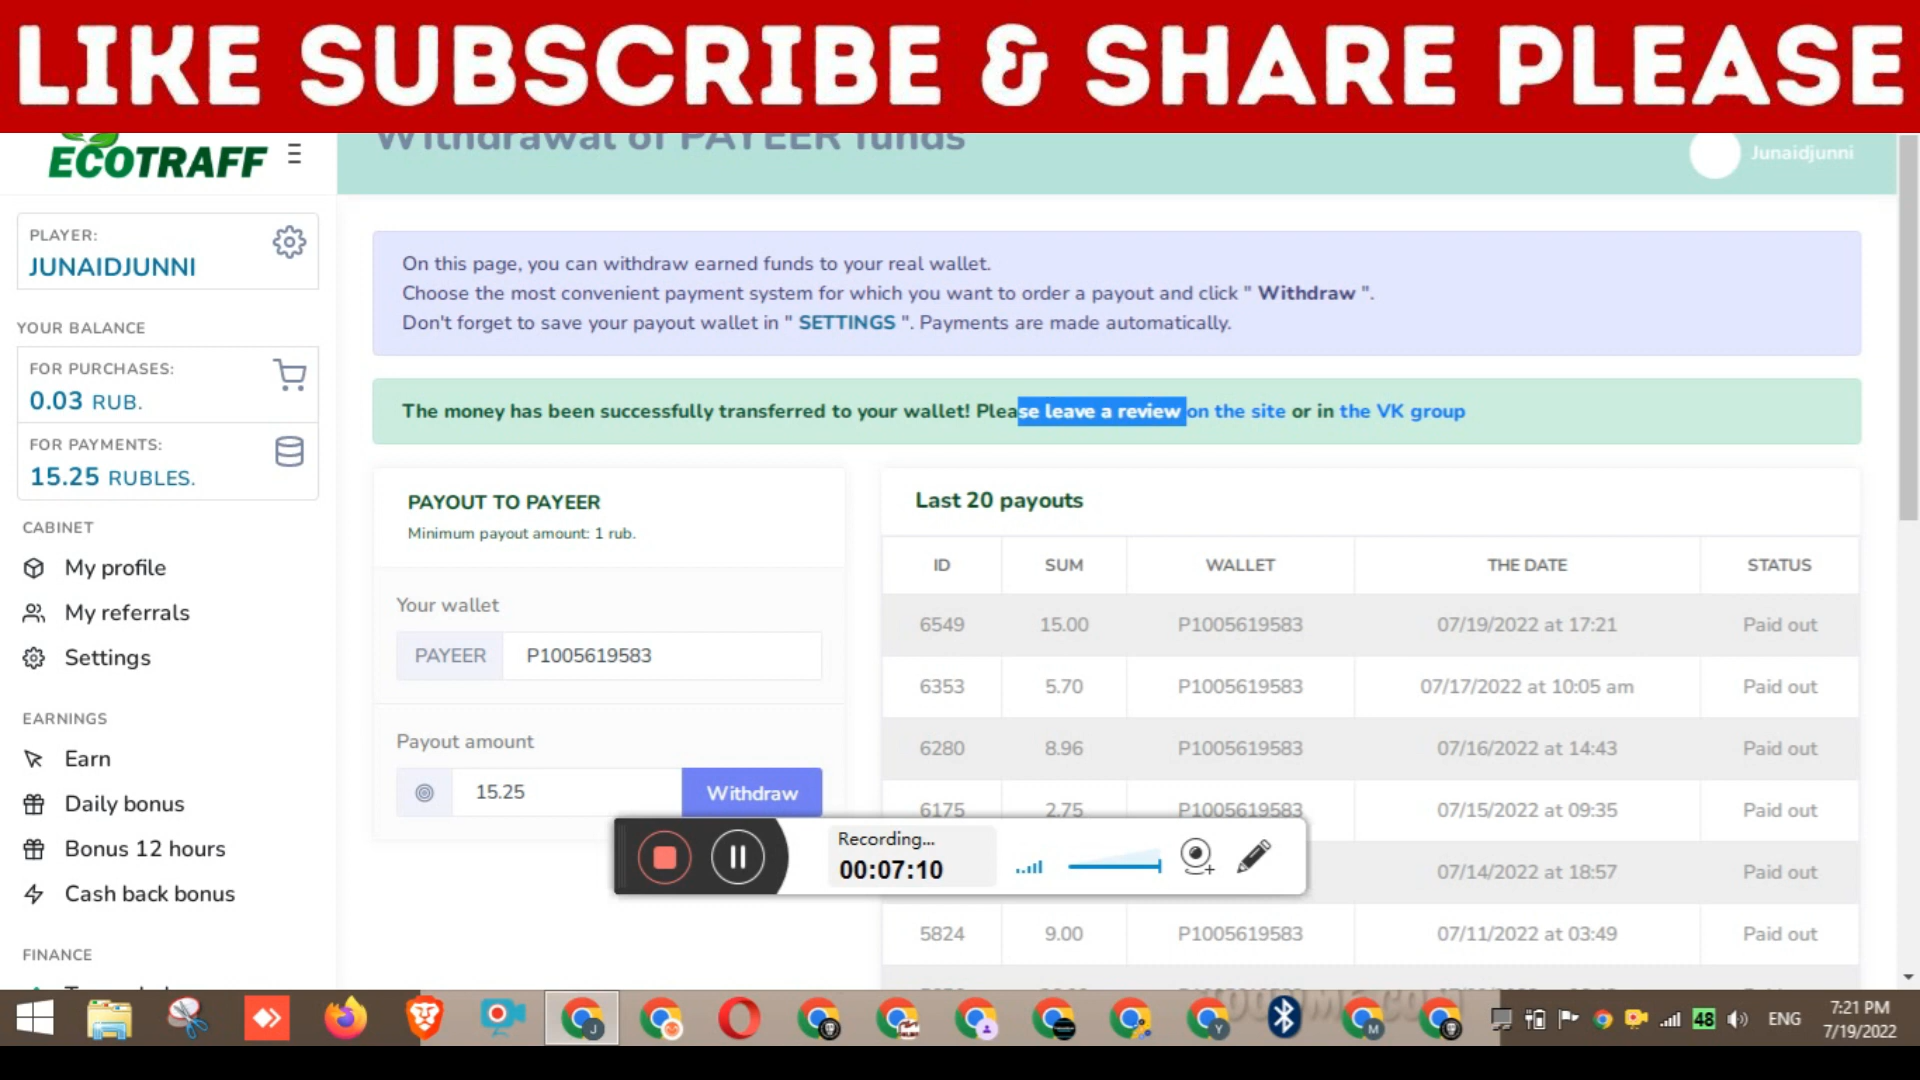 LIKE SUBSCRIBE & SHARE PLEASE
Withdrawal of PAYEER funds
ECOTRAFF
Junaidjunni
PLAYER:
JUNAIDJUNNI
YOUR BALANCE
FOR PURCHASES:
0.03 RUB.
FOR PAYMENTS:
15.25 RUBLES.
CABINET
My profile
My referrals
Settings
EARNINGS
Earn
Daily bonus
Bonus 12 hours
Cash back bonus
FINANCE
On this page, you can withdraw earned funds to your real wallet.
Choose the most convenient payment system for which you want to order a payout and click " Withdraw ".
Don't forget to save your payout wallet in " SETTINGS ". Payments are made automatically.
The money has been successfully transferred to your wallet! Please leave a review on the site or in the VK group
PAYOUT TO PAYEER
Minimum payout amount: 1 rub.
Your wallet
PAYEER P1005619583
Payout amount
15.25 Withdraw
Last 20 payouts
ID SUM WALLET THE DATE STATUS
6549 15.00 P1005619583 07/19/2022 at 17:21 Paid out
6353 5.70 P1005619583 07/17/2022 at 10:05 am Paid out
6280 8.96 P1005619583 07/16/2022 at 14:43 Paid out
6175 2.75 P1005619583 07/15/2022 at 09:35 Paid out
07/14/2022 at 18:57 Paid out
5824 9.00 P1005619583 07/11/2022 at 03:49 Paid out
Recording...
00:07:10
J
Y
M
48
ENG
7:21 PM
7/19/2022